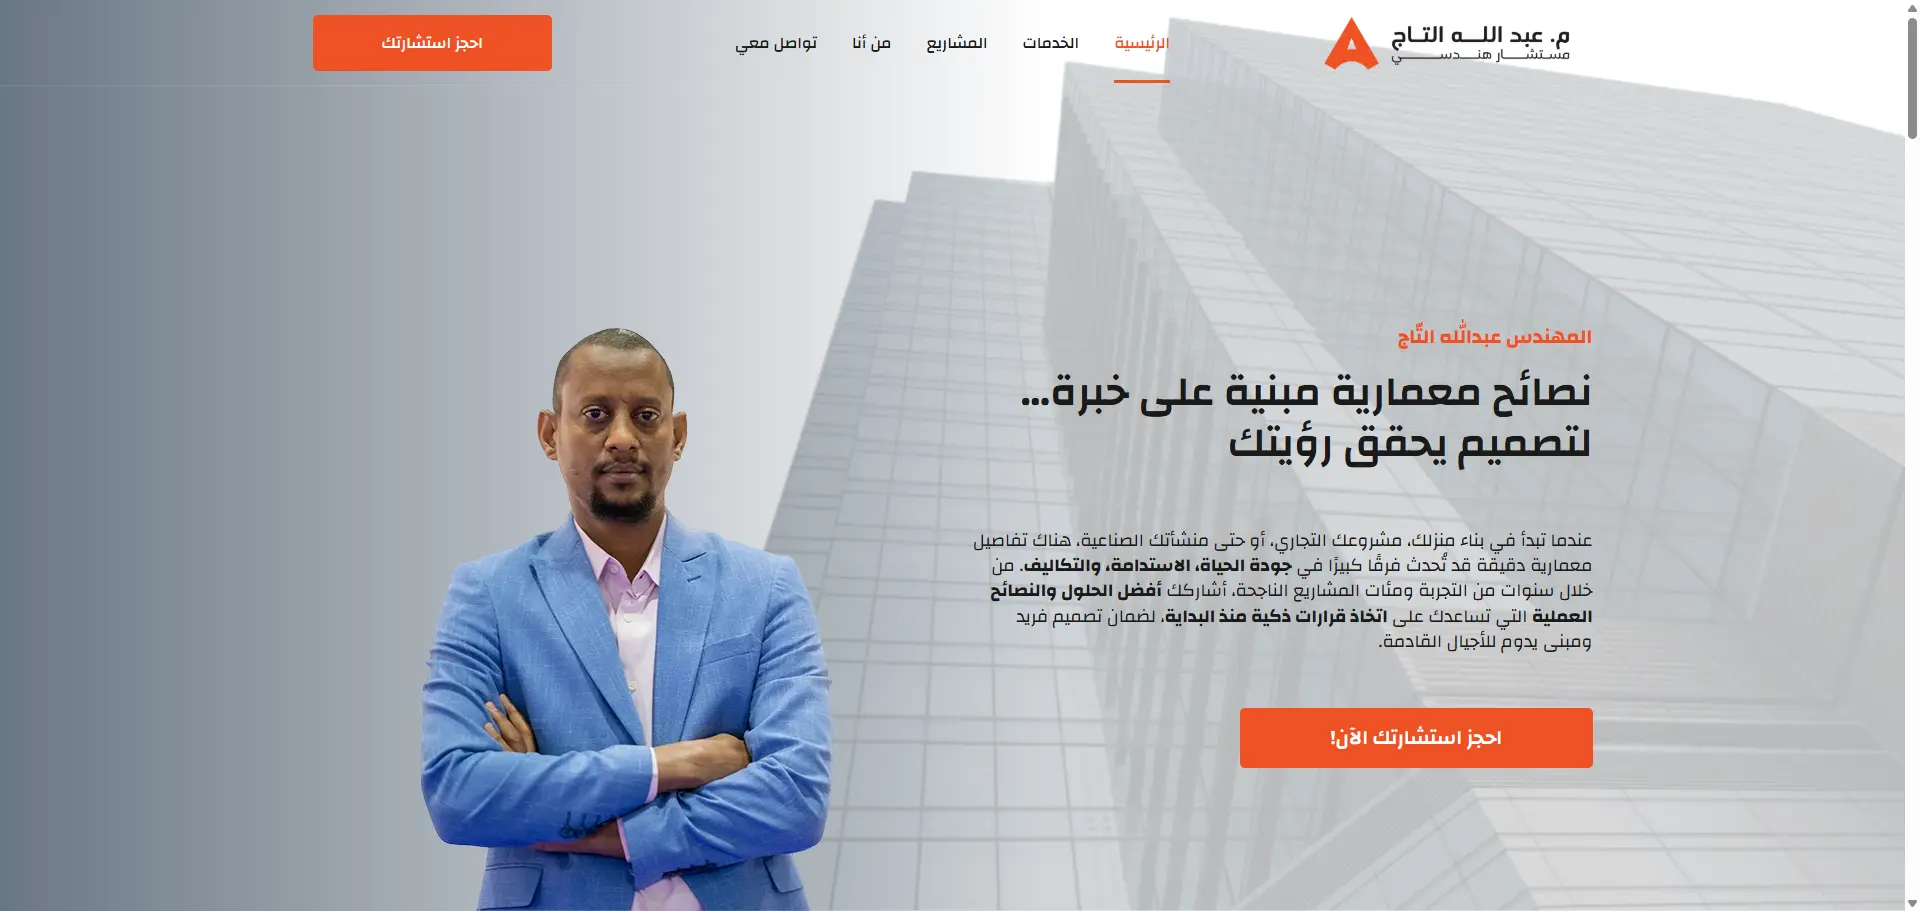 م. عبد اللـــه التــاج
مســتشـــــار هنـــدســـــــــي
الرئيسية
الخدمات
المشاريع
من أنا
تواصل معي
احجز استشارتك
المهندس عبدالله التّاج
نصائح معمارية مبنية على خبرة...
لتصميم يحقق رؤيتك
عندما تبدأ في بناء منزلك، مشروعك التجاري، أو حتى منشأتك الصناعية، هناك تفاصيل
معمارية دقيقة قد تُحدث فرقًا كبيرًا في جودة الحياة، الاستدامة، والتكاليف. من
خلال سنوات من التجربة ومئات المشاريع الناجحة، أشاركك أفضل الحلول والنصائح
العملية التي تساعدك على اتخاذ قرارات ذكية منذ البداية، لضمان تصميم فريد
ومبنى يدوم للأجيال القادمة.
احجز استشارتك الآن!